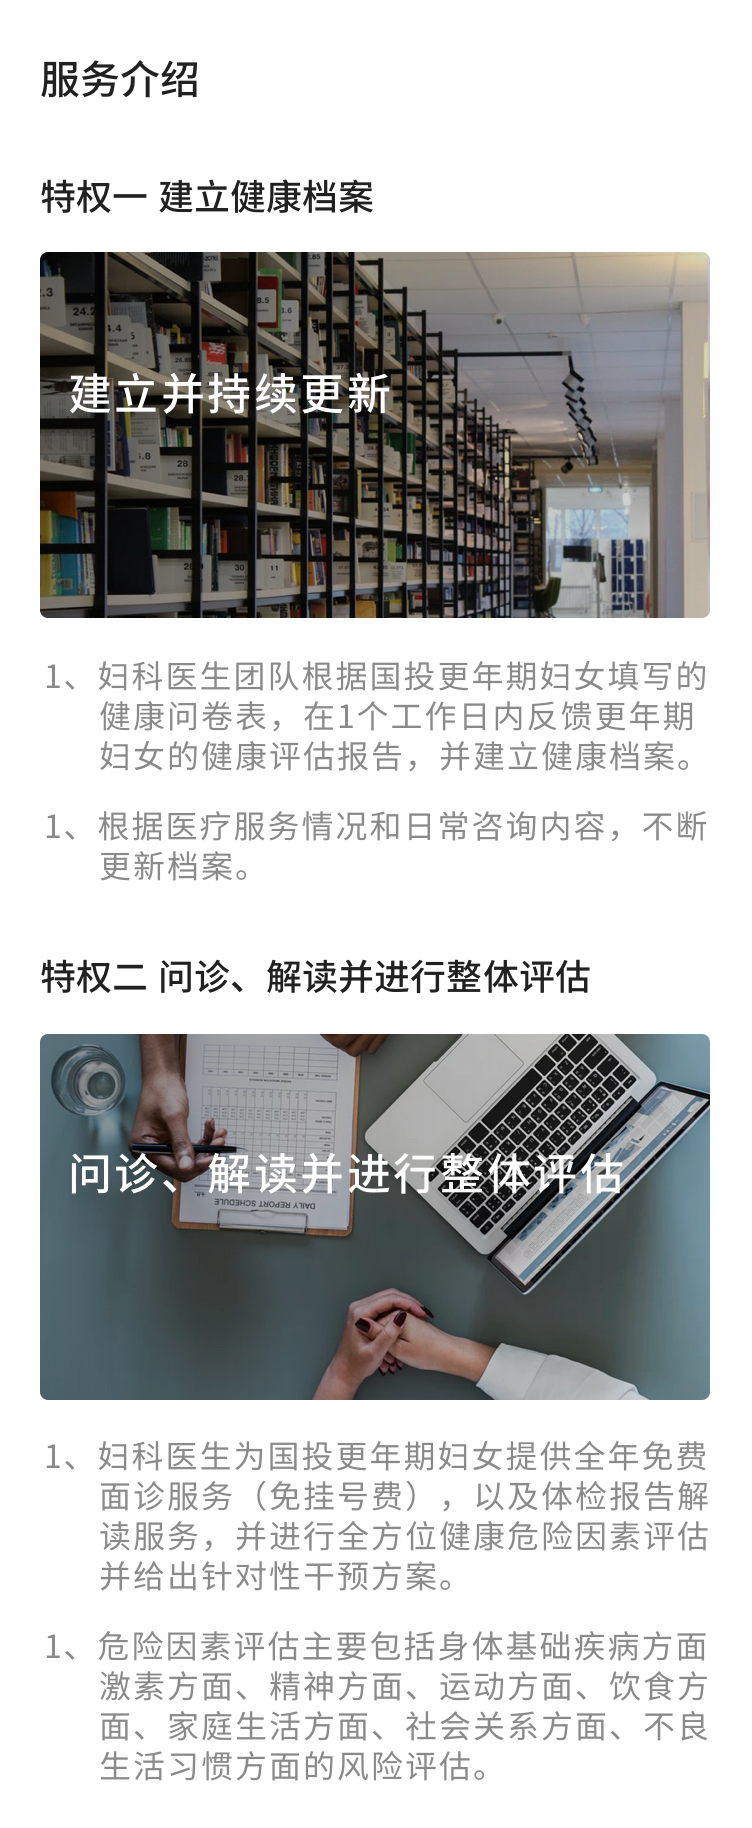 服务介绍
特权一 建立健康档案
建立并持续更新
1、妇科医生团队根据国投更年期妇女填写的
健康问卷表，在1个工作日内反馈更年期
妇女的健康评估报告，并建立健康档案。
1、根据医疗服务情况和日常咨询内容，不断
更新档案。
特权二 问诊、解读并进行整体评估
DAILY REPORT SCHEDULE
问诊、解读并进行整体评估
1、妇科医生为国投更年期妇女提供全年免费
面诊服务（免挂号费），以及体检报告解
读服务，并进行全方位健康危险因素评估
并给出针对性干预方案。
1、危险因素评估主要包括身体基础疾病方面
激素方面、精神方面、运动方面、饮食方
面、家庭生活方面、社会关系方面、不良
生活习惯方面的风险评估。